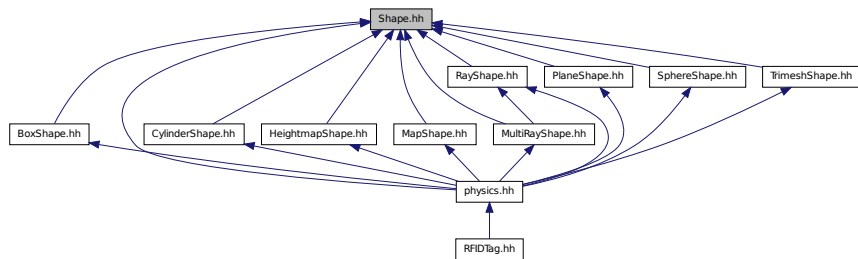 Shape.hh
RayShape.hh
PlaneShape.hh
SphereShape.hh
TrimeshShape.hh
BoxShape.hh
CylinderShape.hh
HeightmapShape.hh
MapShape.hh
MultiRayShape.hh
physics.hh
RFIDTag.hh